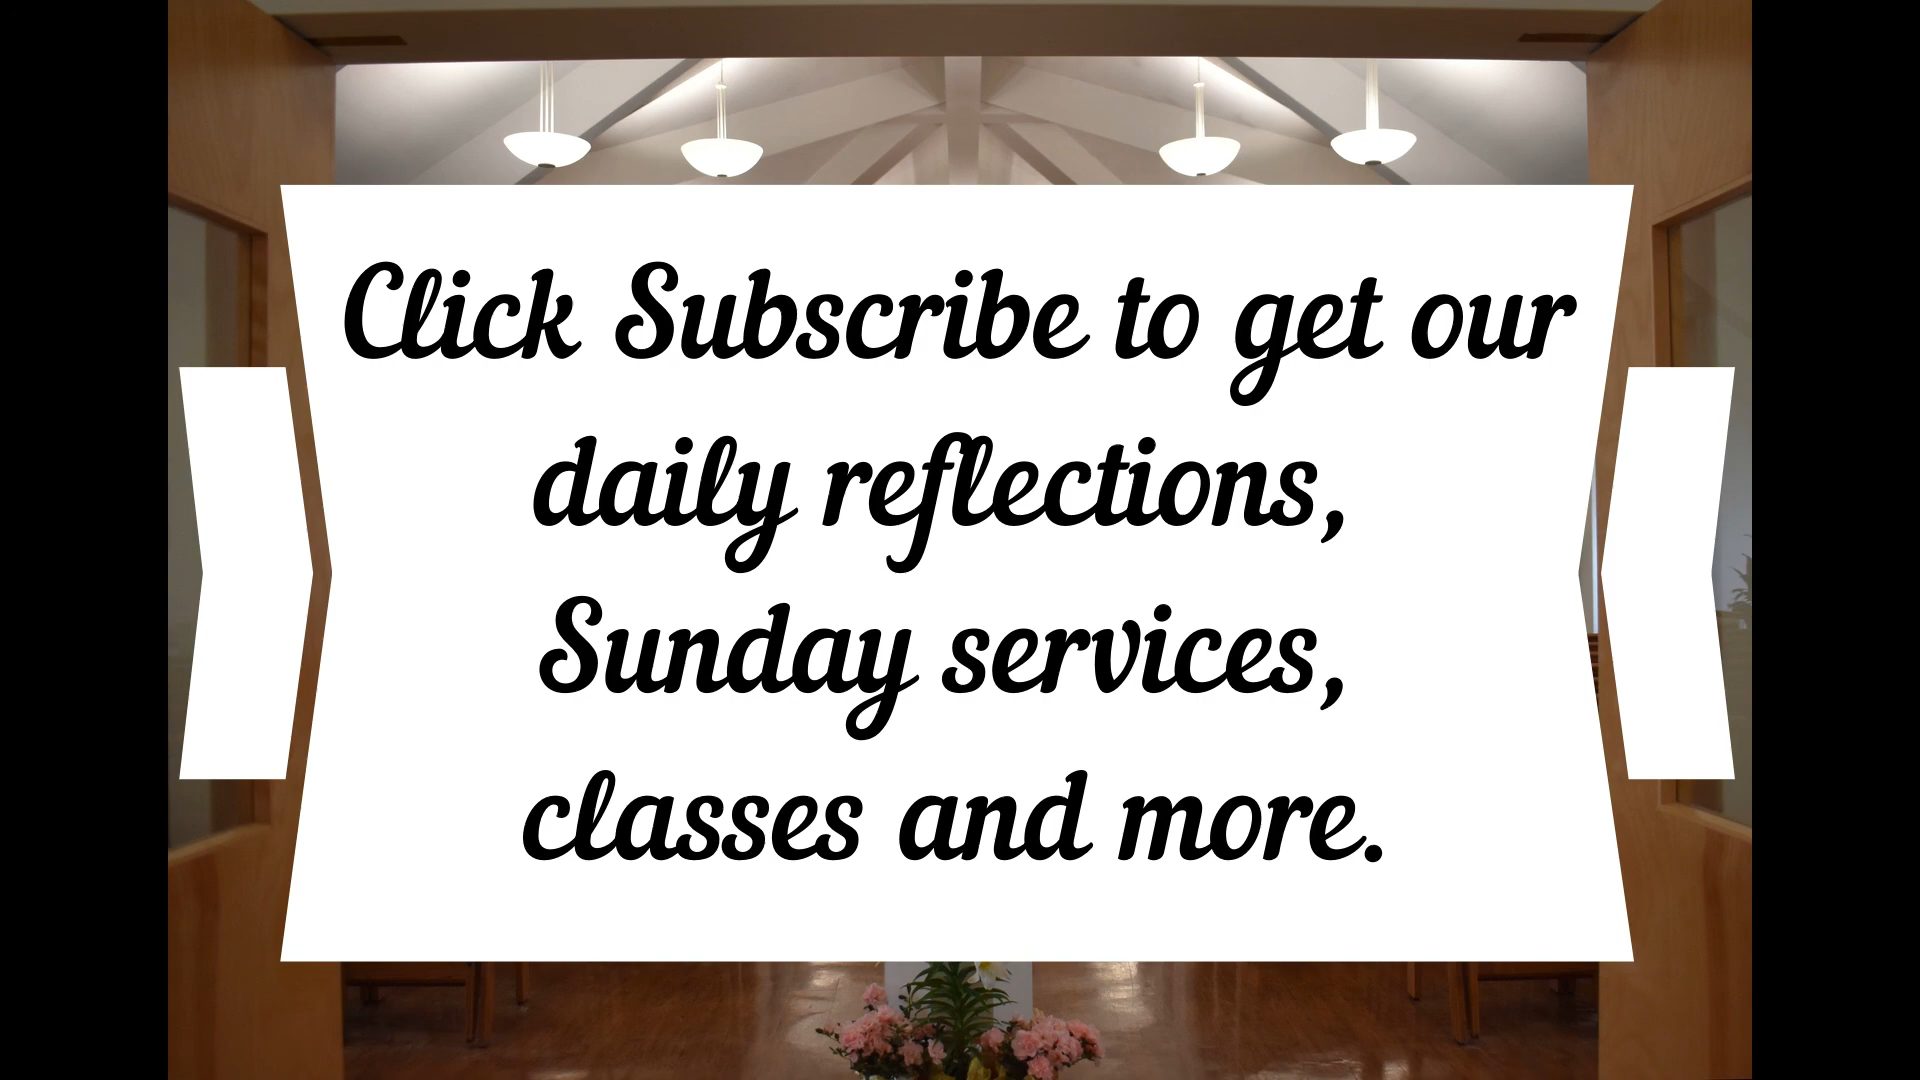 Click Subscribe to get our
daily reflections,
Sunday services,
classes and more.